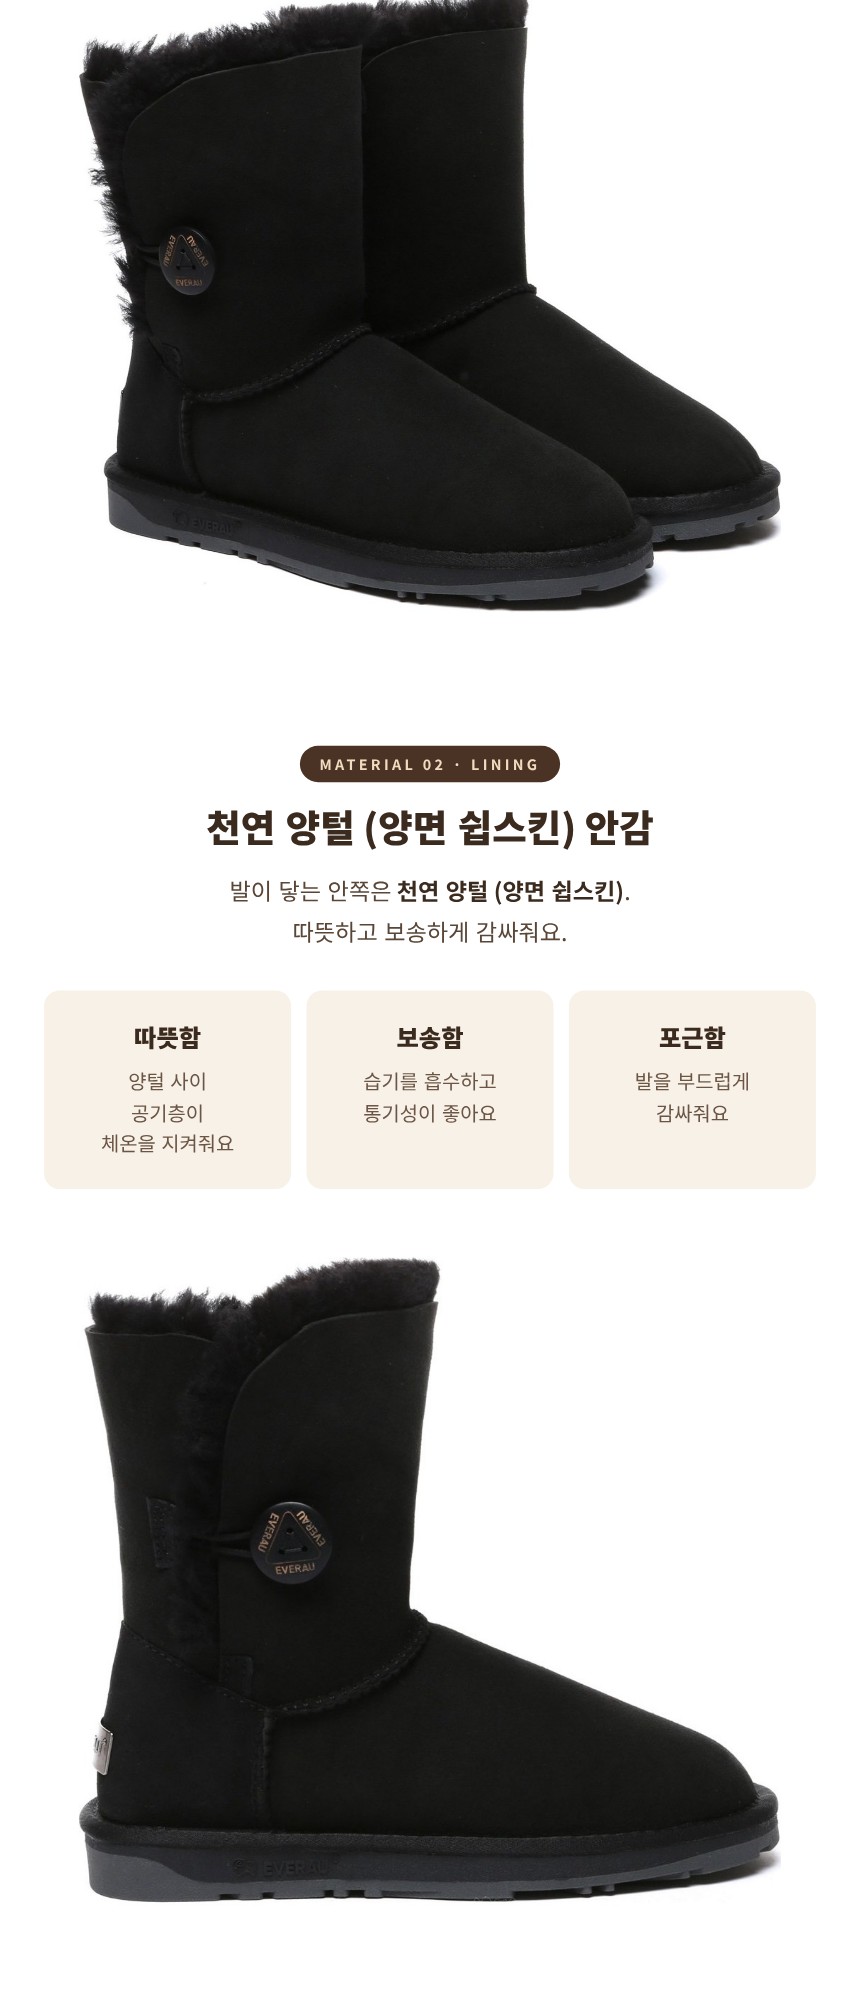 EVERAU
EVERAU
EVERAU
EVERAU
MATERIAL 02 · LINING
천연 양털 (양면 쉽스킨) 안감
발이 닿는 안쪽은 천연 양털 (양면 쉽스킨).
따뜻하고 보송하게 감싸줘요.
따뜻함
양털 사이
공기층이
체온을 지켜줘요
보송함
습기를 흡수하고
통기성이 좋아요
포근함
발을 부드럽게
감싸줘요
EVERAU
EVERAU
EVERAU
EVERAU